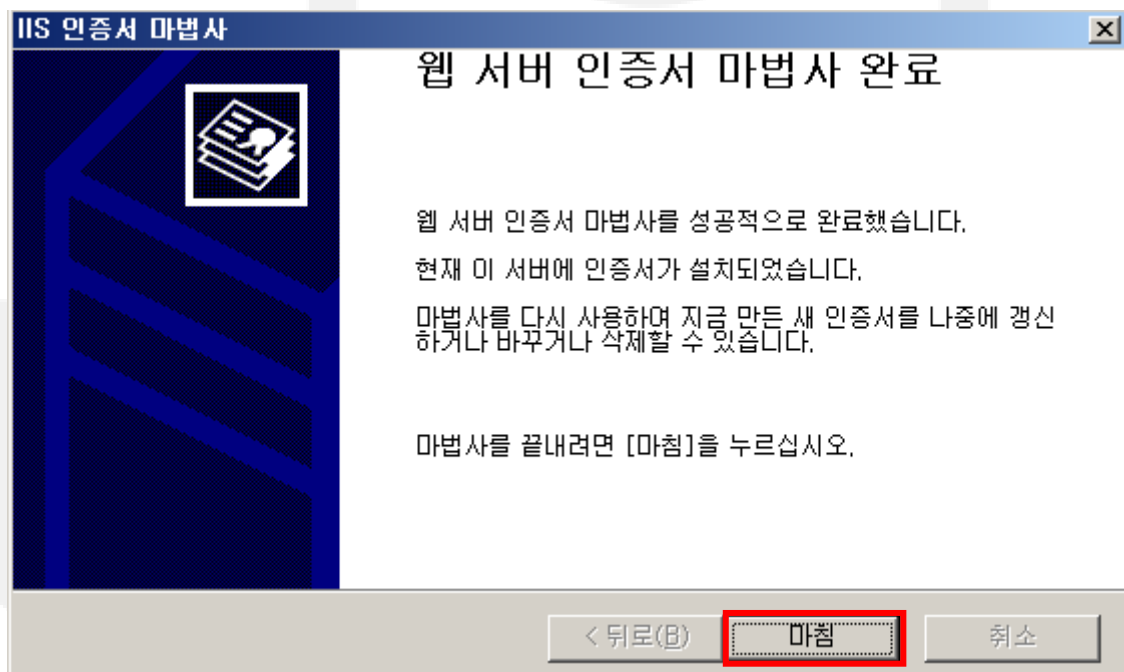 IIS 인증서 마법사
웹 서버 인증서 마법사 완료
웹 서버 인증서 마법사를 성공적으로 완료했습니다.
현재 이 서버에 인증서가 설치되었습니다.
마법사를 다시 사용하여 지금 만든 새 인증서를 나중에 갱신
하거나 바꾸거나 삭제할 수 있습니다.
마법사를 끝내려면 [마침]을 누르십시오.
< 뒤로(B) 마침 취소